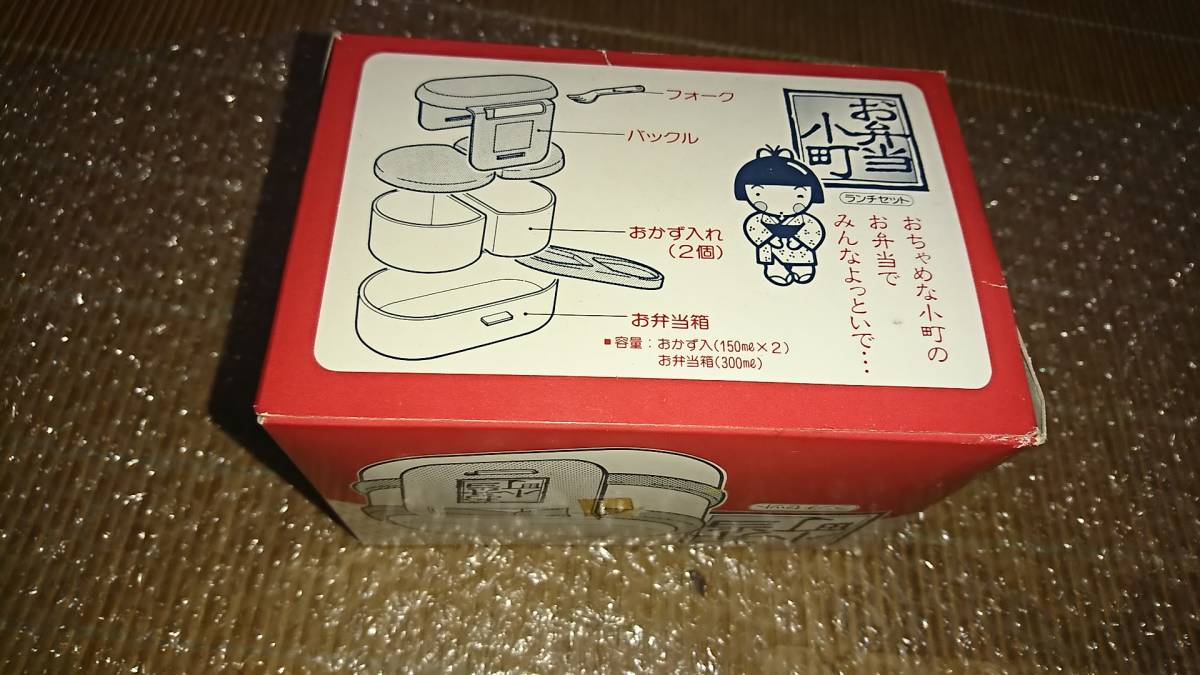 お弁当
小町
ランチセット
おちゃめな小町の
お弁当で
みんなよっといで…
フォーク
バックル
おかず入れ
(2個)
お弁当箱
■容量：おかず入(150㎖×2)
お弁当箱(300㎖)